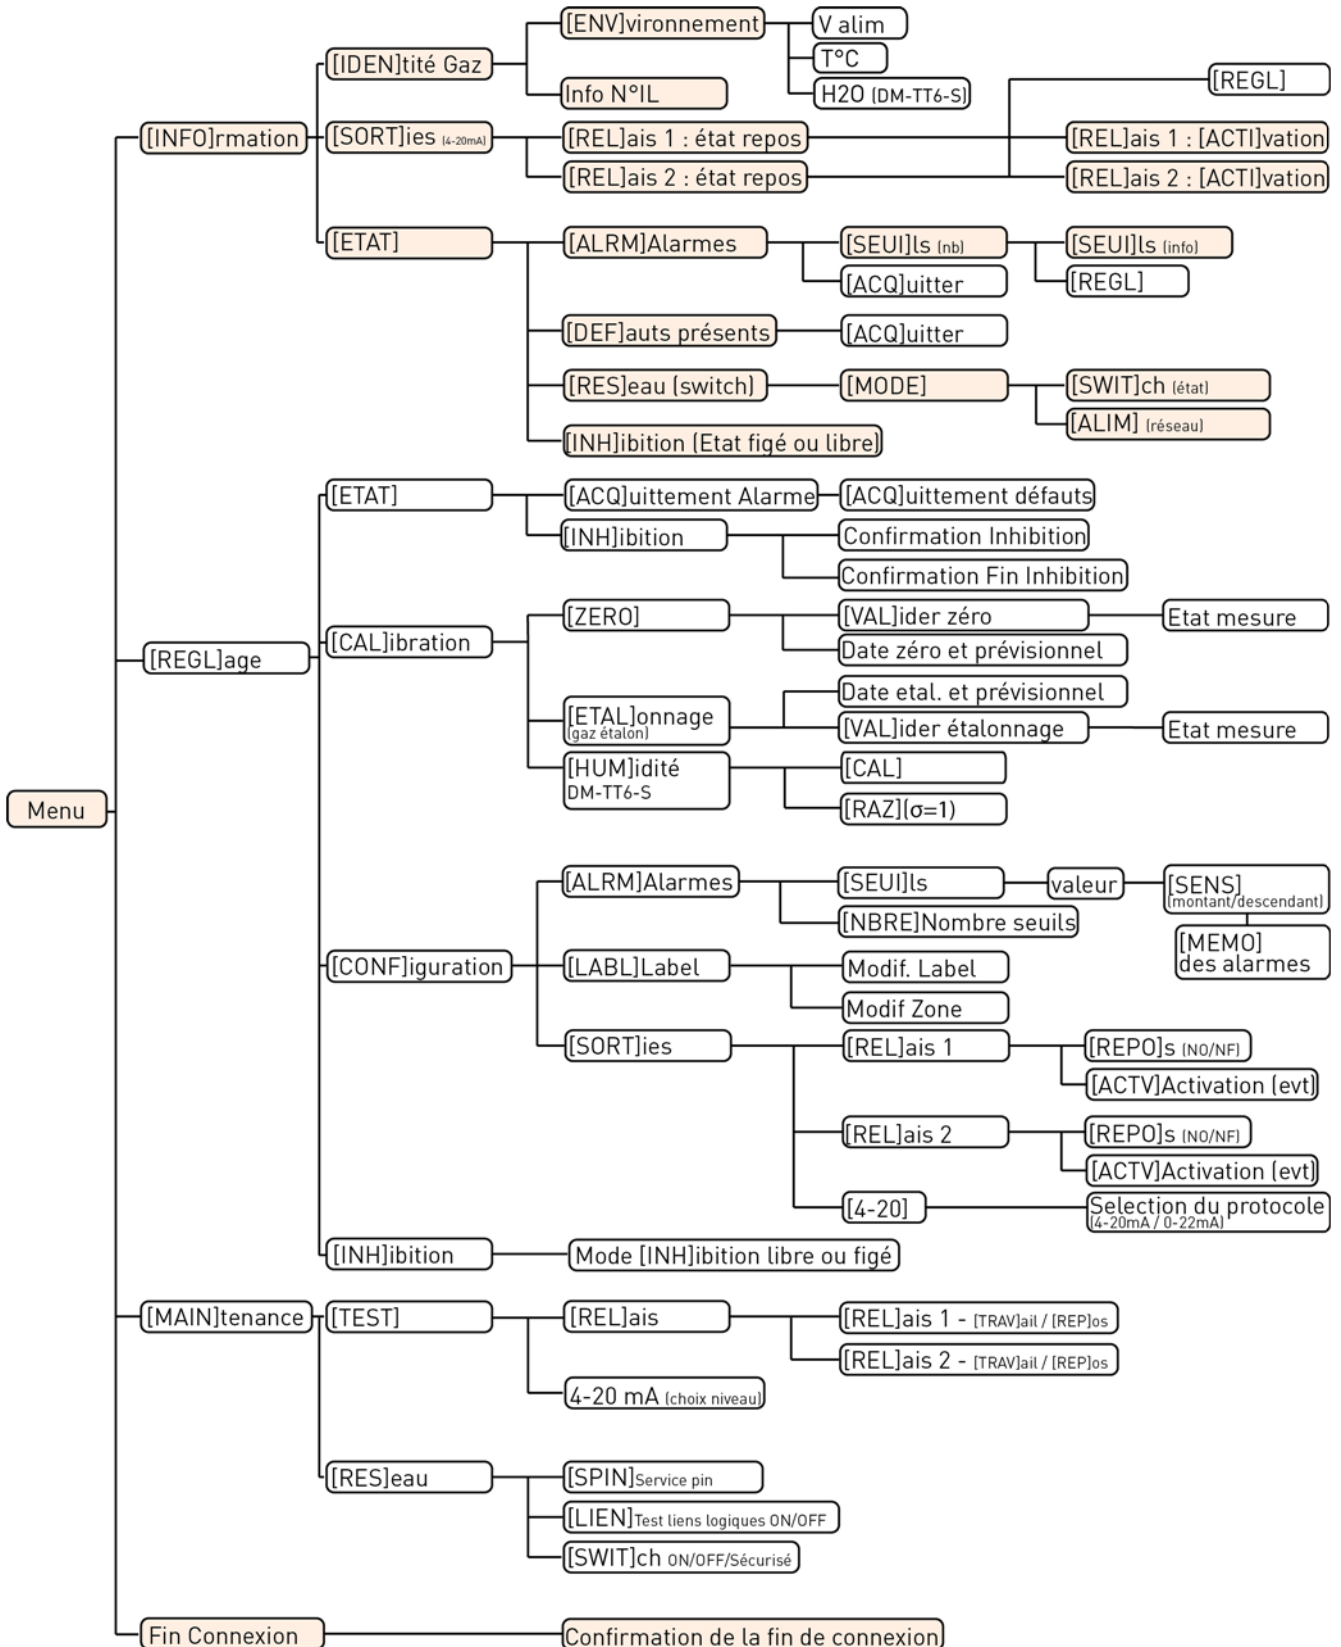 [ENV]vironnement
V alim
[IDEN]tité Gaz
T°C
[REGL]
Info N°IL
H2O (DM-TT6-S)
[INFO]rmation
[SORT]ies (4-20mA)
[REL]ais 1 : état repos
[REL]ais 1 : [ACTI]vation
[REL]ais 2 : état repos
[REL]ais 2 : [ACTI]vation
[ETAT]
[ALRM]Alarmes
[SEUI]ls (nb)
[SEUI]ls (info)
[ACQ]uitter
[REGL]
[DEF]auts présents
[ACQ]uitter
[RES]eau (switch)
[MODE]
[SWIT]ch (état)
[ALIM] (réseau)
[INH]ibition (Etat figé ou libre)
[ETAT]
[ACQ]uittement Alarme
[ACQ]uittement défauts
[INH]ibition
Confirmation Inhibition
Confirmation Fin Inhibition
[ZERO]
[VAL]ider zéro
Etat mesure
[CAL]ibration
Date zéro et prévisionnel
[REGL]age
Date etal. et prévisionnel
[ETAL]onnage
(gaz étalon)
[VAL]ider étalonnage
Etat mesure
[HUM]idité
DM-TT6-S
[CAL]
[RAZ](σ=1)
Menu
[ALRM]Alarmes
[SEUI]ls
valeur
[SENS]
(montant/descendant)
[NBRE]Nombre seuils
[MEMO]
des alarmes
[CONF]iguration
[LABL]Label
Modif. Label
Modif Zone
[SORT]ies
[REL]ais 1
[REPO]s (NO/NF)
[ACTV]Activation (evt)
[REL]ais 2
[REPO]s (NO/NF)
[ACTV]Activation (evt)
[4-20]
Selection du protocole
(4-20mA / 0-22mA)
[INH]ibition
Mode [INH]ibition libre ou figé
[MAIN]tenance
[TEST]
[REL]ais
[REL]ais 1 - [TRAV]ail / [REP]os
[REL]ais 2 - [TRAV]ail / [REP]os
4-20 mA (choix niveau)
[RES]eau
[SPIN]Service pin
[LIEN]Test liens logiques ON/OFF
[SWIT]ch ON/OFF/Sécurisé
Fin Connexion
Confirmation de la fin de connexion